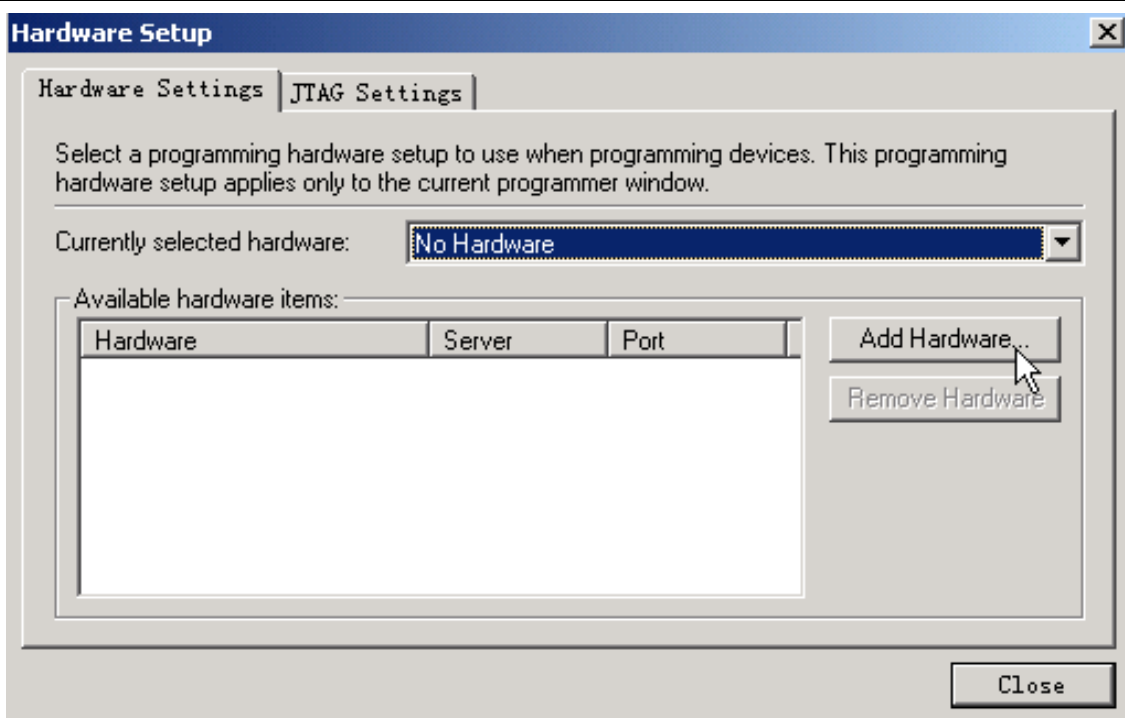 Hardware Setup
Hardware Settings
JTAG Settings
Select a programming hardware setup to use when programming devices. This programming
hardware setup applies only to the current programmer window.
Currently selected hardware:
No Hardware
Available hardware items:
Hardware Server Port
Add Hardware...
Remove Hardware
Close